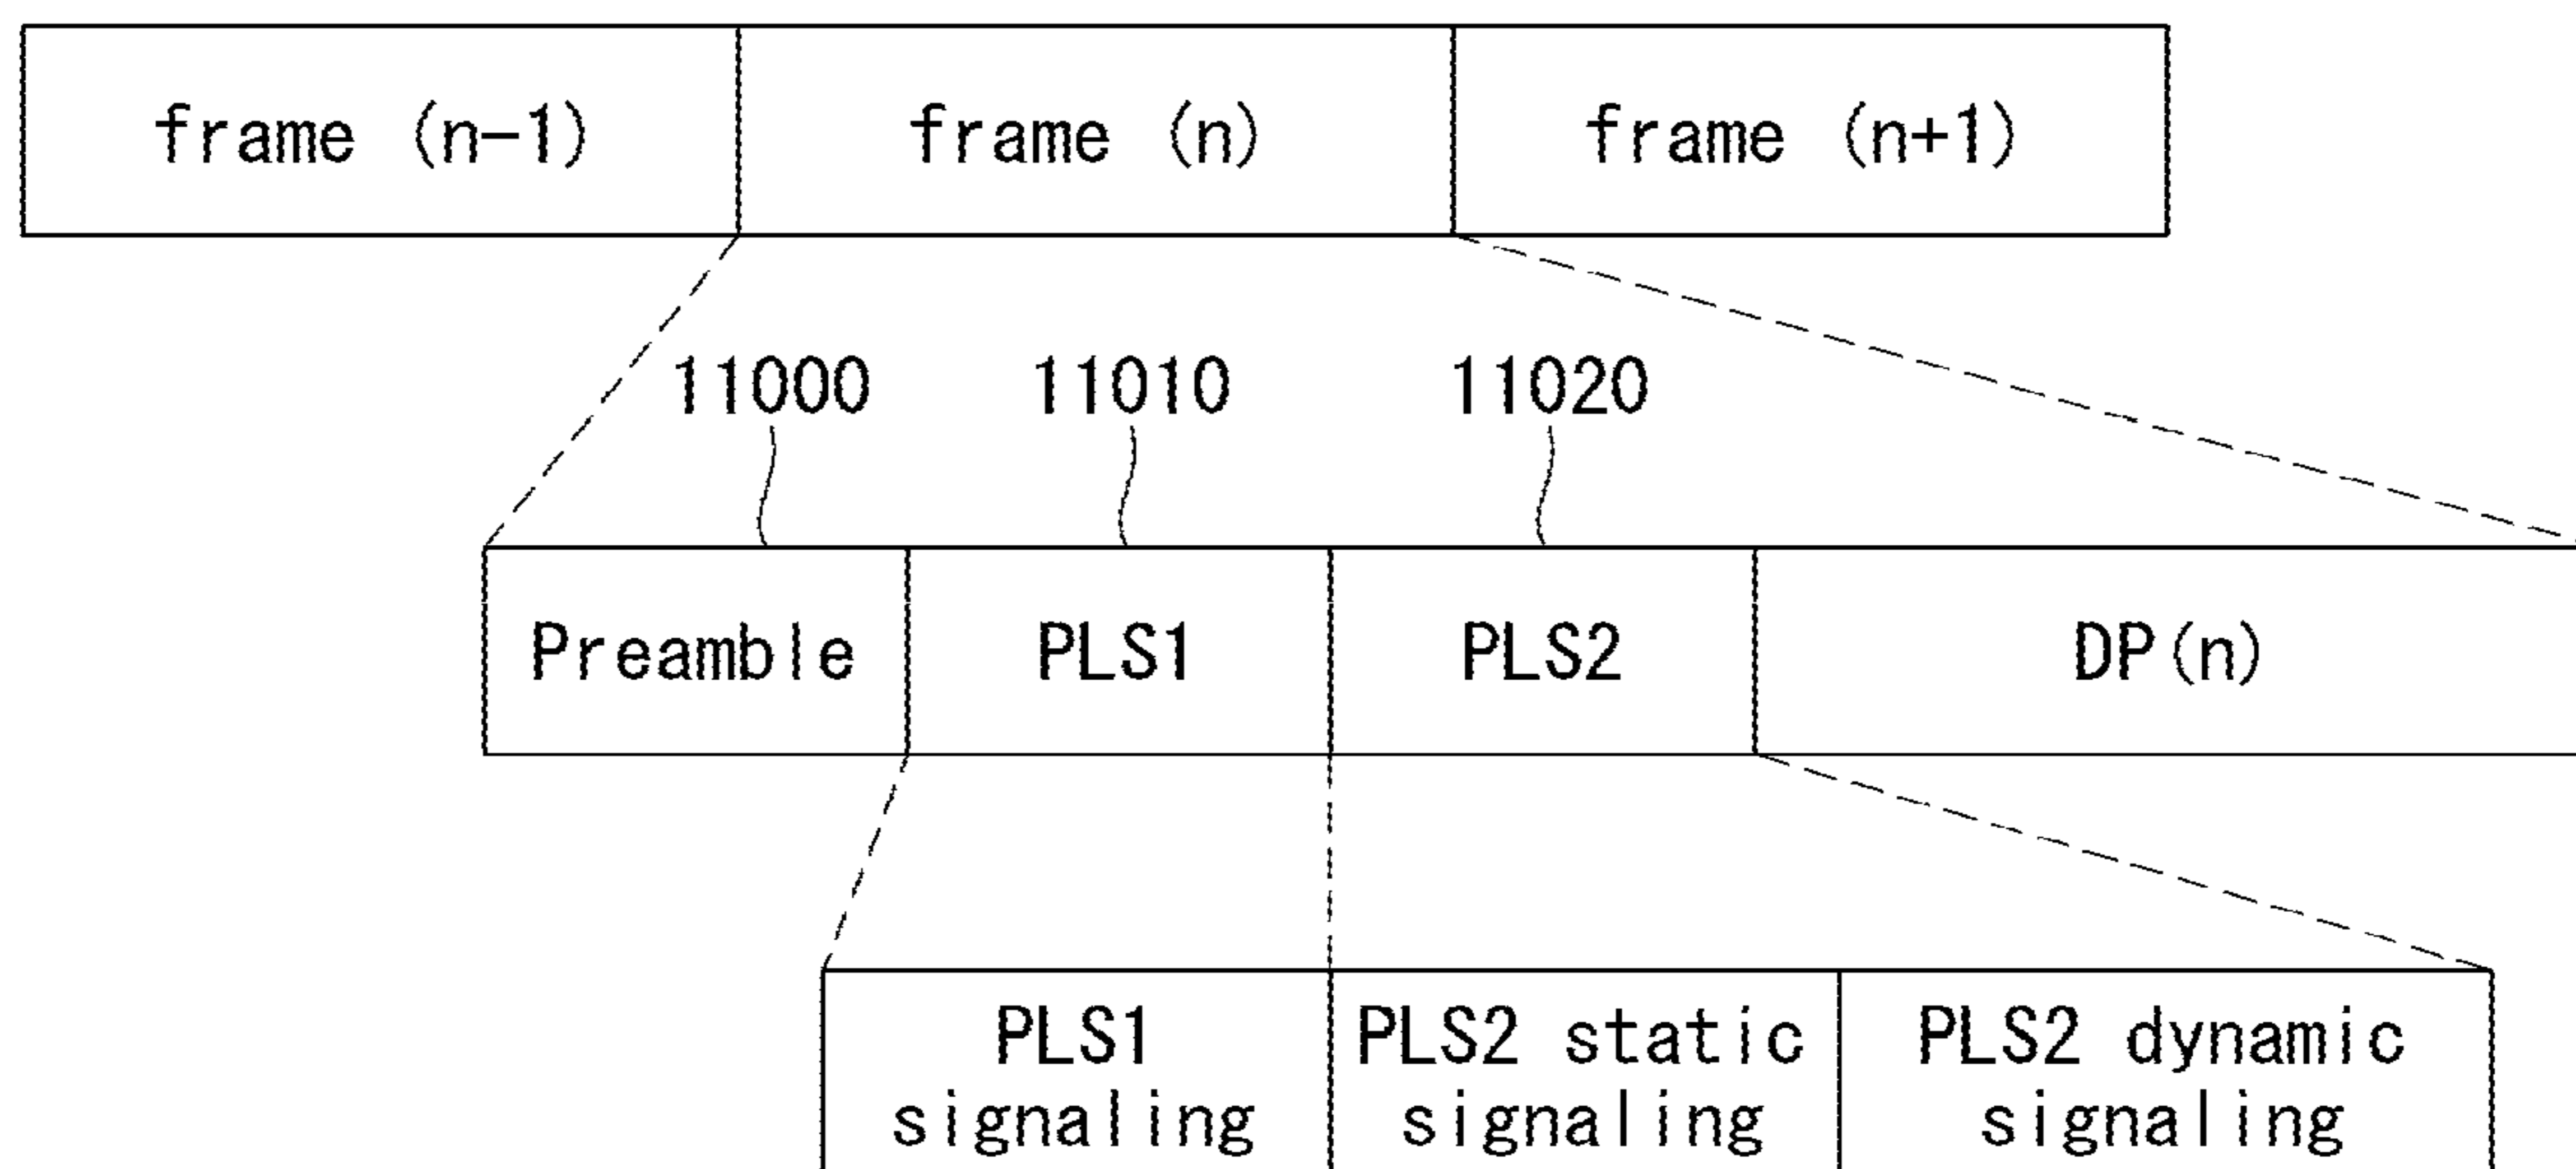 frame (n-1)
frame (n)
frame (n+1)
11000
11010
11020
Preamble
PLS1
PLS2
DP(n)
PLS1
signaling
PLS2 static
signaling
PLS2 dynamic
signaling